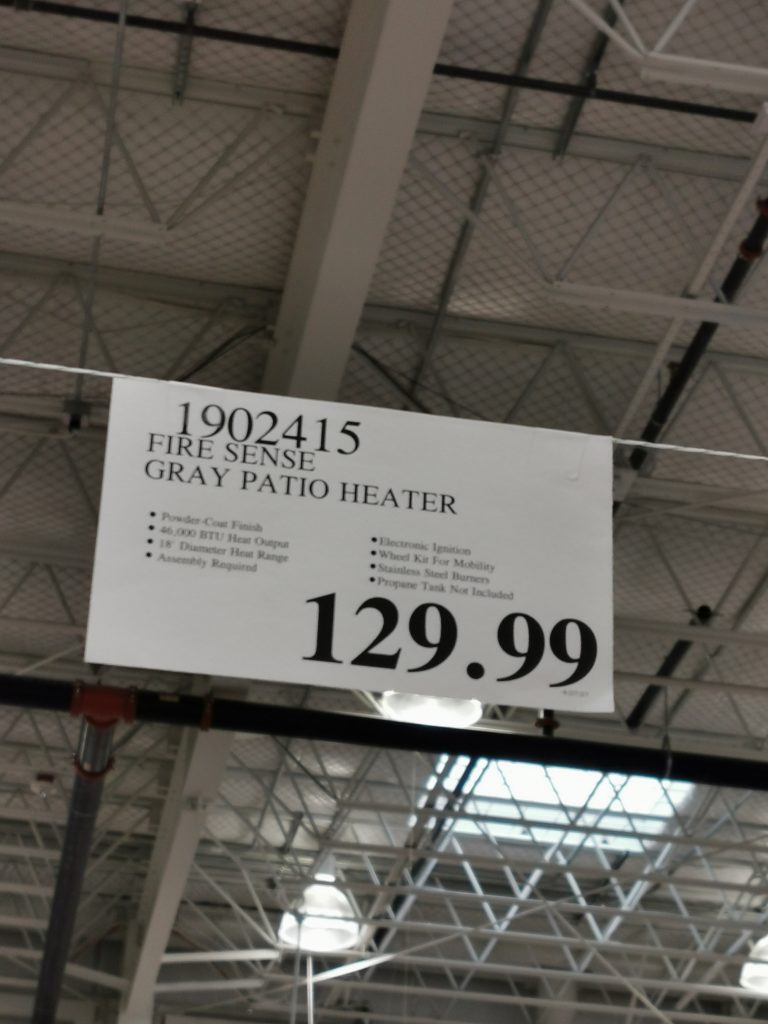 1902415
FIRE SENSE
GRAY PATIO HEATER
• Powder-Coat Finish
• 46,000 BTU Heat Output
• 18' Diameter Heat Range
• Assembly Required
• Electronic Ignition
• Wheel Kit For Mobility
• Stainless Steel Burners
• Propane Tank Not Included
129.99